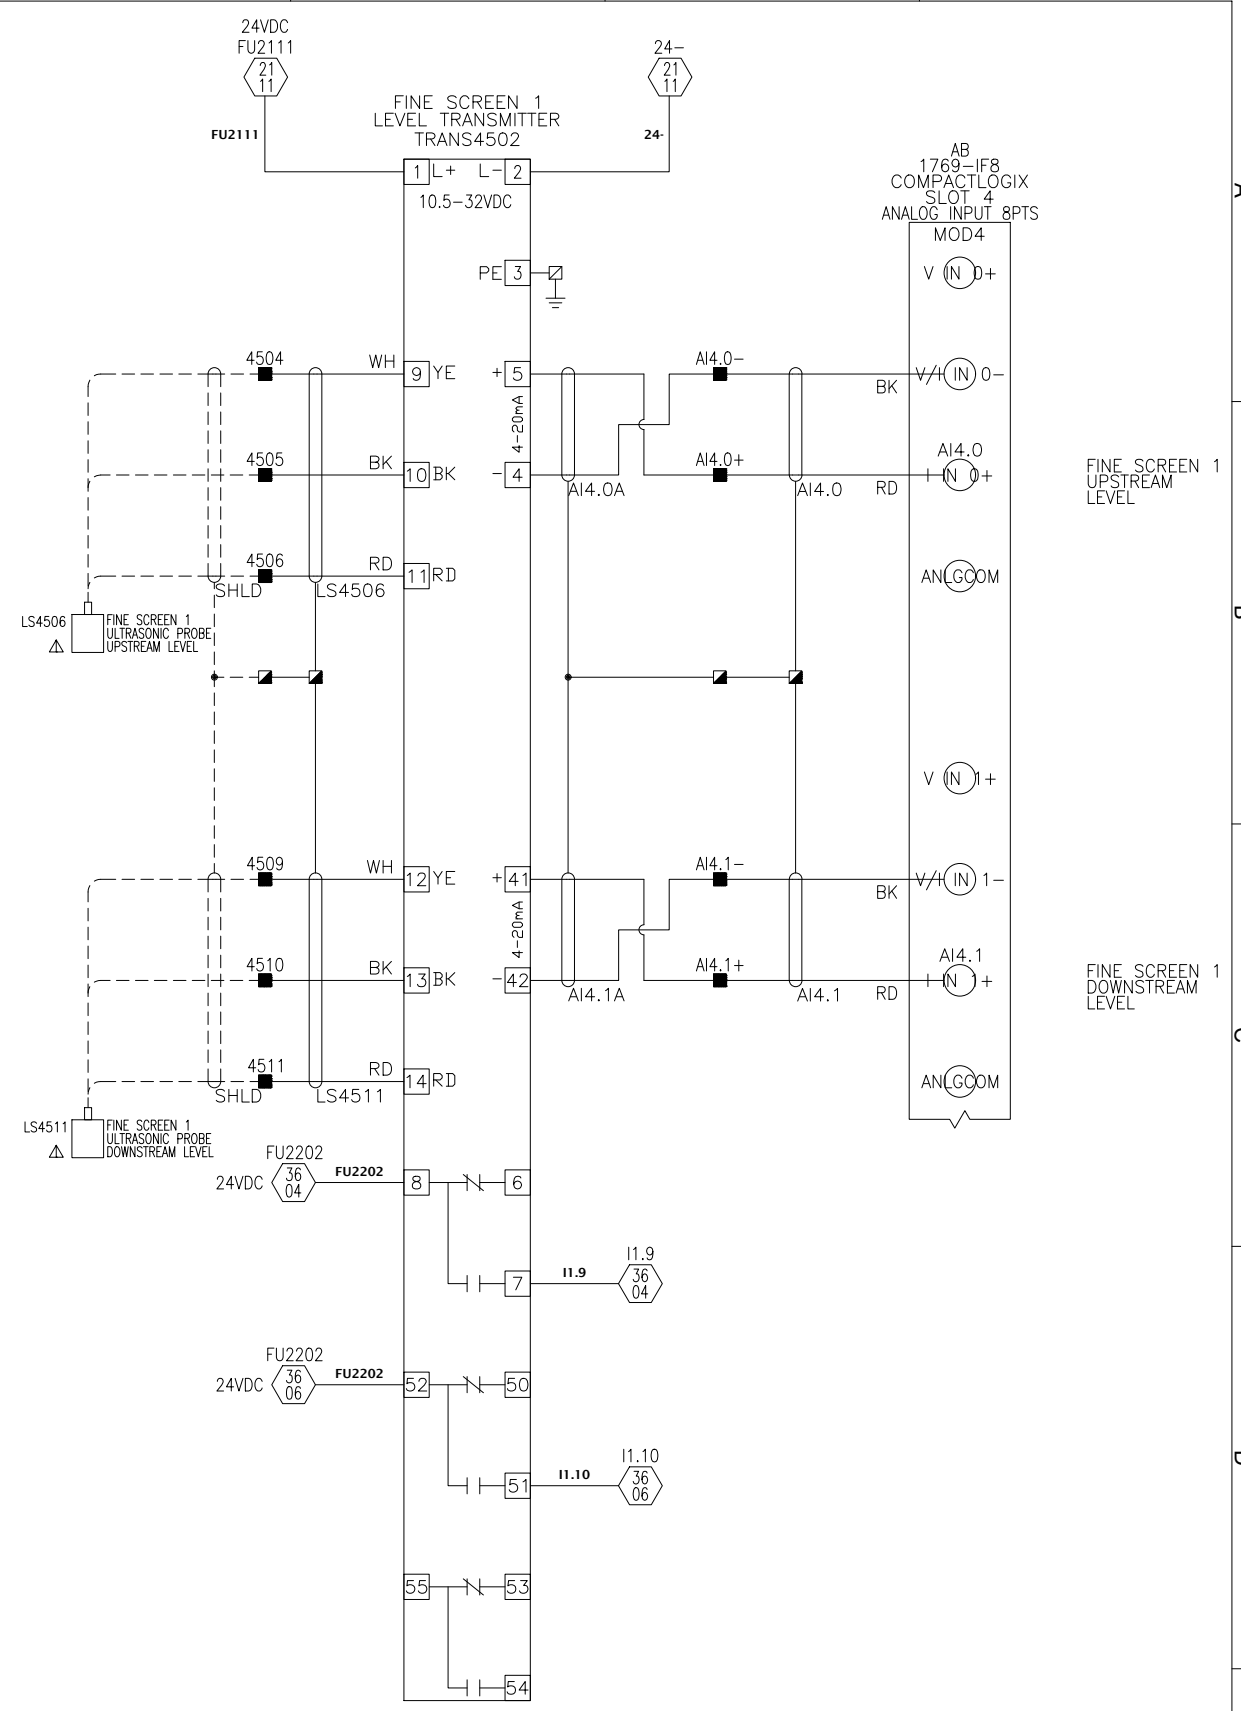 24VDC
FU2111
21
11
24-
21
11
FINE SCREEN 1
LEVEL TRANSMITTER
TRANS4502
FU2111
24-
1 L+ L- 2
10.5-32VDC
AB
1769-IF8
COMPACTLOGIX
SLOT 4
ANALOG INPUT 8PTS
MOD4
A
PE 3
V IN 0+
4504
WH
9 YE
+ 5
AI4.0-
BK
V/I IN 0-
4-20mA
4505
BK
10 BK
- 4
AI4.0A
AI4.0+
AI4.0
RD
AI4.0
I IN 0+
FINE SCREEN 1
UPSTREAM
LEVEL
4506
RD
11 RD
SHLD
LS4506
ANLGCOM
LS4506
FINE SCREEN 1
ULTRASONIC PROBE
UPSTREAM LEVEL
B
V IN 1+
4509
WH
12 YE
+ 41
AI4.1-
BK
V/I IN 1-
4-20mA
4510
BK
13 BK
- 42
AI4.1A
AI4.1+
AI4.1
RD
AI4.1
I IN 1+
FINE SCREEN 1
DOWNSTREAM
LEVEL
C
4511
RD
14 RD
SHLD
LS4511
ANLGCOM
LS4511
FINE SCREEN 1
ULTRASONIC PROBE
DOWNSTREAM LEVEL
FU2202
24VDC
36
04
FU2202
8
6
7
I1.9
I1.9
36
04
FU2202
24VDC
36
06
FU2202
52
50
51
I1.10
I1.10
36
06
D
55
53
54